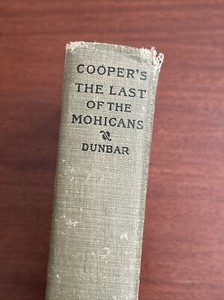 COOPER'S
THE LAST
OF THE
MOHICANS
DUNBAR